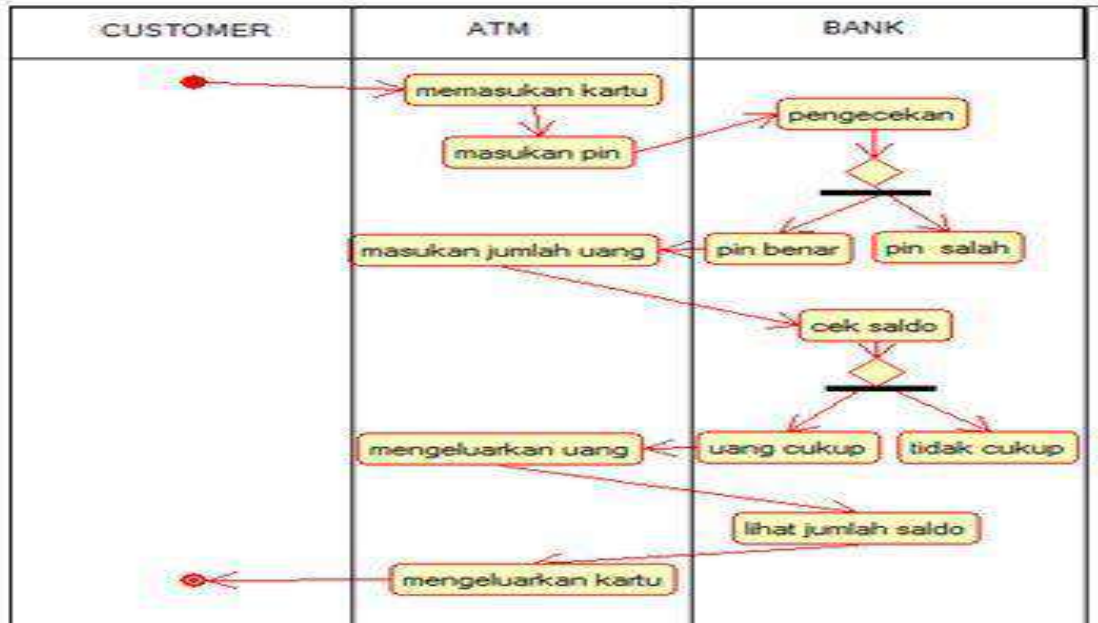 CUSTOMER
ATM
BANK
memasukan kartu
pengecekan
masukan pin
masukan jumlah uang
pin benar
pin salah
cek saldo
mengeluarkan uang
uang cukup
tidak cukup
lihat jumlah saldo
mengeluarkan kartu